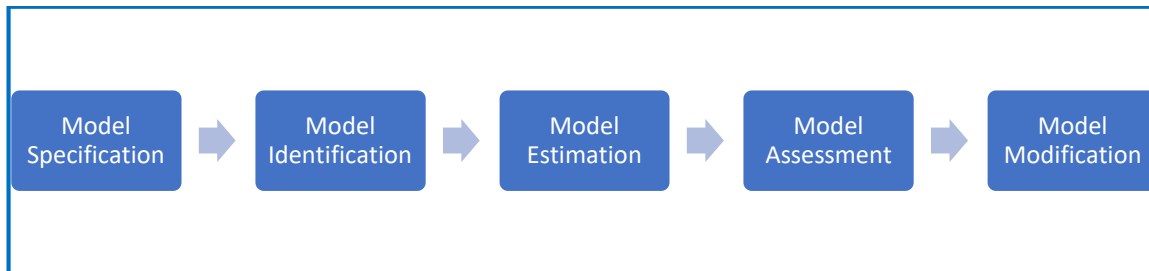 Model
Specification
Model
Identification
Model
Estimation
Model
Assessment
Model
Modification